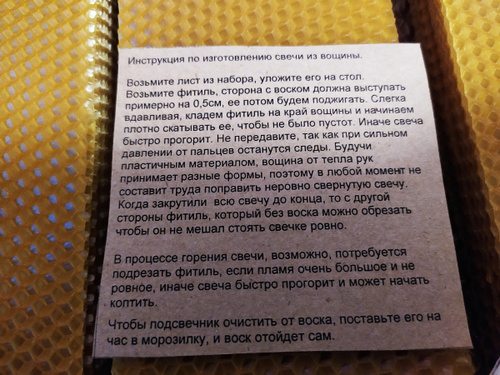 Инструкция по изготовлению свечи из вощины.
Возьмите лист из набора, уложите его на стол.
Возьмите фитиль, сторона с воском должна выступать
примерно на 0,5см, ее потом будем поджигать. Слегка
вдавливая, кладем фитиль на край вощины и начинаем
плотно скатывать ее, чтобы не было пустот. Иначе свеча
быстро прогорит. Не передавите, так как при сильном
давлении от пальцев останутся следы. Будучи
пластичным материалом, вощина от тепла рук
принимает разные формы, поэтому в любой момент не
составит труда поправить неровно свернутую свечу.
Когда закрутили всю свечу до конца, то с другой
стороны фитиль, который без воска можно обрезать
чтобы он не мешал стоять свечке ровно.
В процессе горения свечи, возможно, потребуется
подрезать фитиль, если пламя очень большое и не
ровное, иначе свеча быстро прогорит и может начать
коптить.
Чтобы подсвечник очистить от воска, поставьте его на
час в морозилку, и воск отойдет сам.